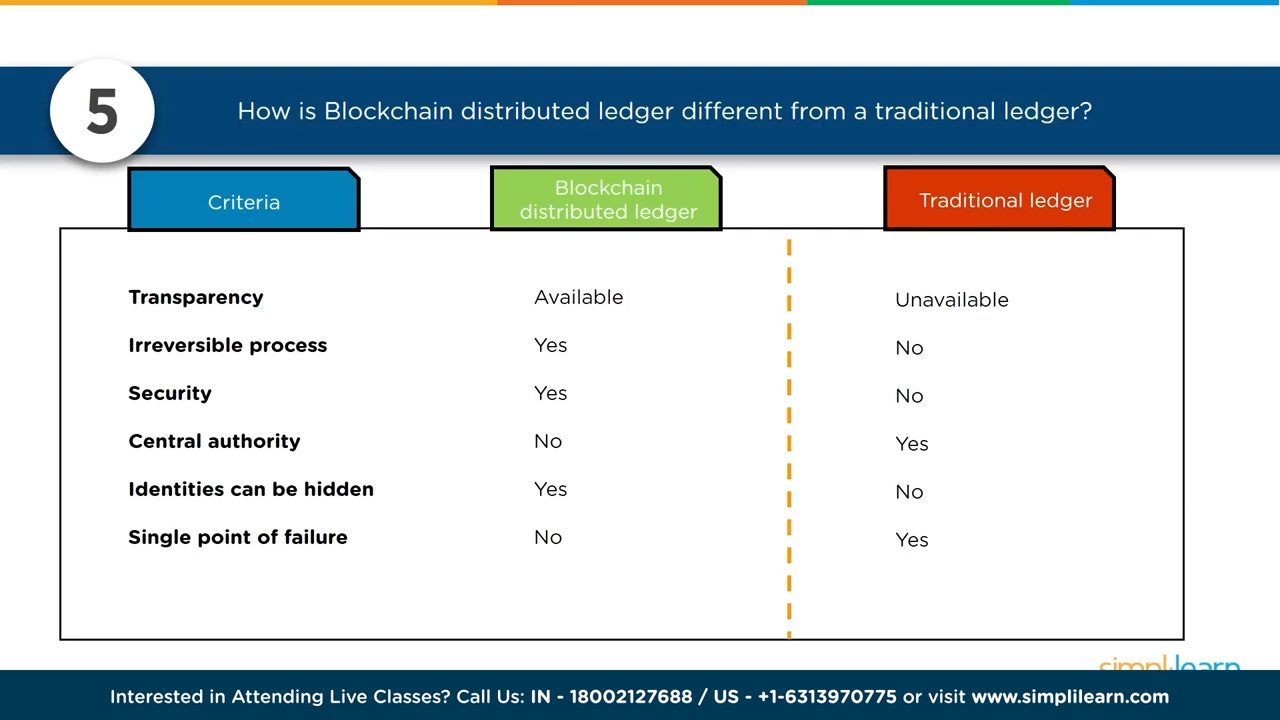 5
How is Blockchain distributed ledger different from a traditional ledger?
Criteria
Blockchain
distributed ledger
Traditional ledger
Transparency Available Unavailable
Irreversible process Yes No
Security Yes No
Central authority No Yes
Identities can be hidden Yes No
Single point of failure No Yes
simplilearn
Interested in Attending Live Classes? Call Us: IN - 18002127688 / US - +1-6313970775 or visit www.simplilearn.com